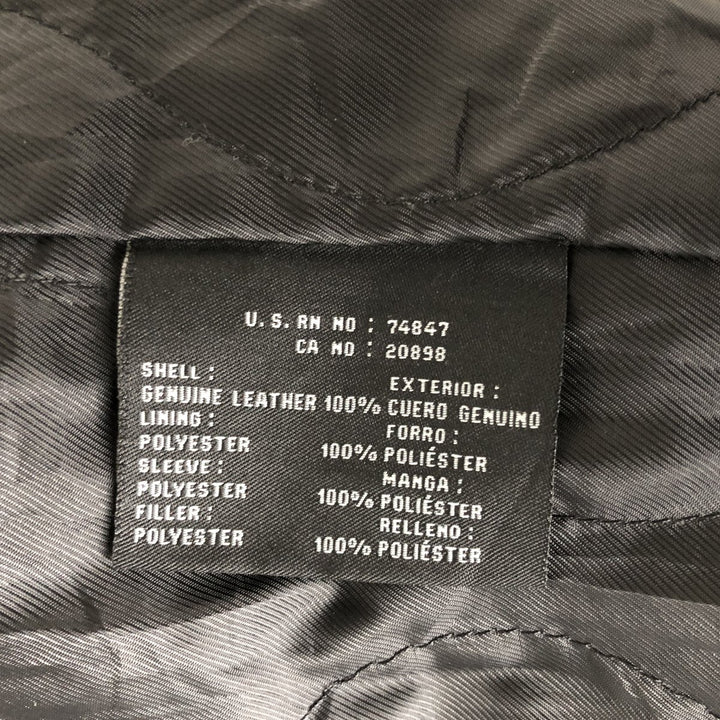 U.S. RN NO : 74847
CA NO : 20898
SHELL : EXTERIOR :
GENUINE LEATHER 100% CUERO GENUINO
LINING : FORRO :
POLYESTER 100% POLIÉSTER
SLEEVE : MANGA :
POLYESTER 100% POLIÉSTER
FILLER : RELLENO :
POLYESTER 100% POLIÉSTER